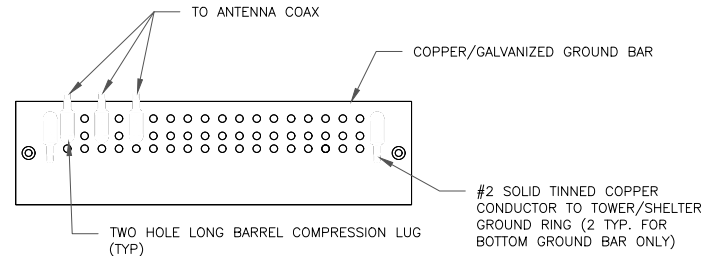 TO ANTENNA COAX
COPPER/GALVANIZED GROUND BAR
#2 SOLID TINNED COPPER
CONDUCTOR TO TOWER/SHELTER
GROUND RING (2 TYP. FOR
BOTTOM GROUND BAR ONLY)
TWO HOLE LONG BARREL COMPRESSION LUG
(TYP)